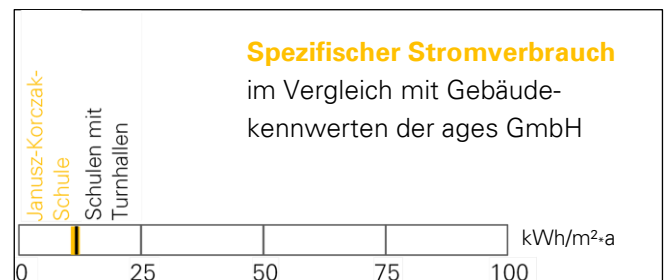 Spezifischer Stromverbrauch
im Vergleich mit Gebäude-
kennwerten der ages GmbH
Janusz-Korczak-
Schule
Schulen mit
Turnhallen
kWh/m²*a
0 25 50 75 100